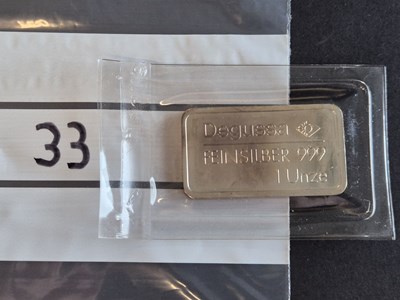 33
Degussa
FEINSILBER 999
1 Unze